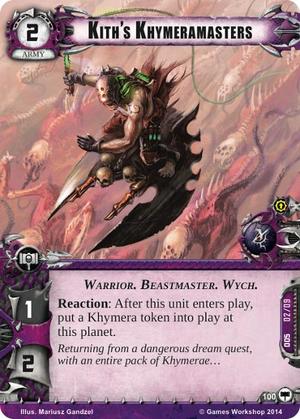 2
KITH'S KHYMERAMASTERS
ARMY
WARRIOR. BEASTMASTER. WYCH.
1
Reaction: After this unit enters play,
put a Khymera token into play at
this planet.
2
Returning from a dangerous dream quest,
with an entire pack of Khymerae...
005 02/09
100
Illus. Mariusz Gandzel
© Games Workshop 2014